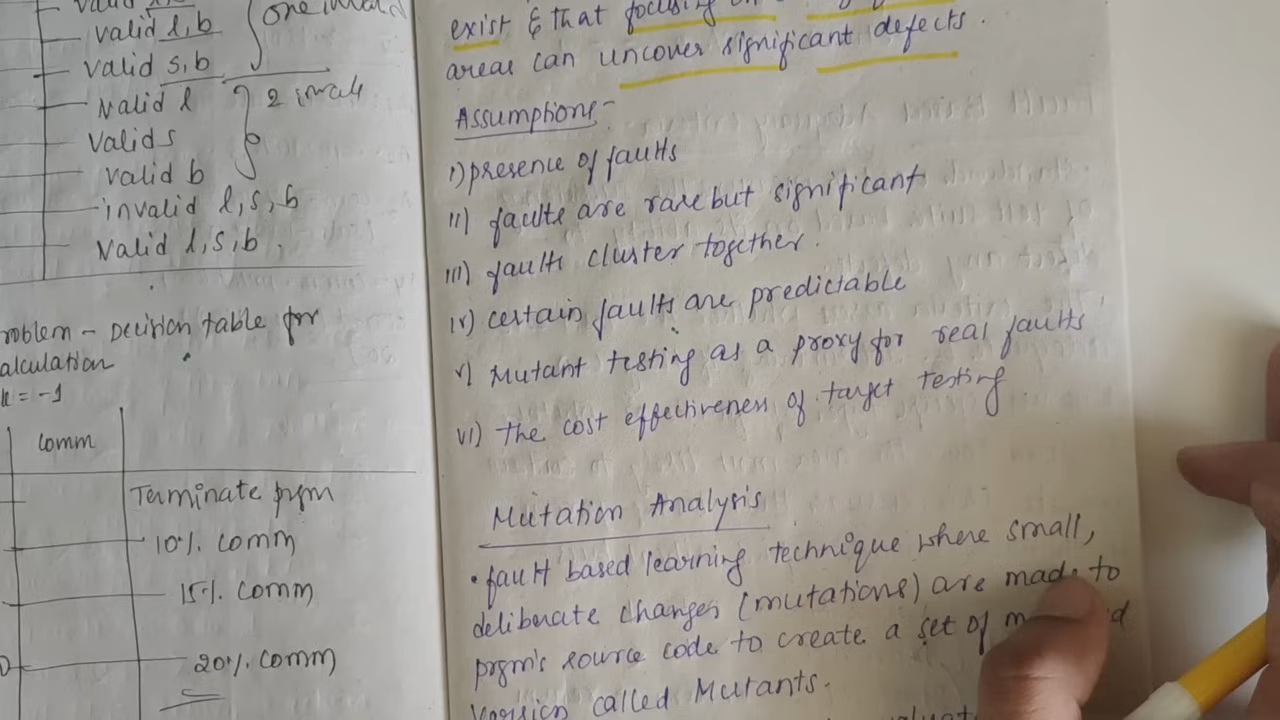 valid l,b
valid s,b
valid l
2
valid s
valid b
invalid l, s, b
valid l, s, b.
roblem - Decision table for
alculation
= -1
comm
Terminate prgm
10%. comm
15%. comm
20%. comm
exist & that focusing
areas can uncover significant defects.
Assumptions:-
i) presence of faults
ii) faults are rare but significant
iii) faults cluster together.
iv) certain faults are predictable
v) Mutant testing as a proxy for real faults
vi) The cost effectiveness of target testing
Mutation Analysis
• fault based learning technique where small,
deliberate changes (mutations) are made to
prgm's source code to create a set of
version called Mutants.